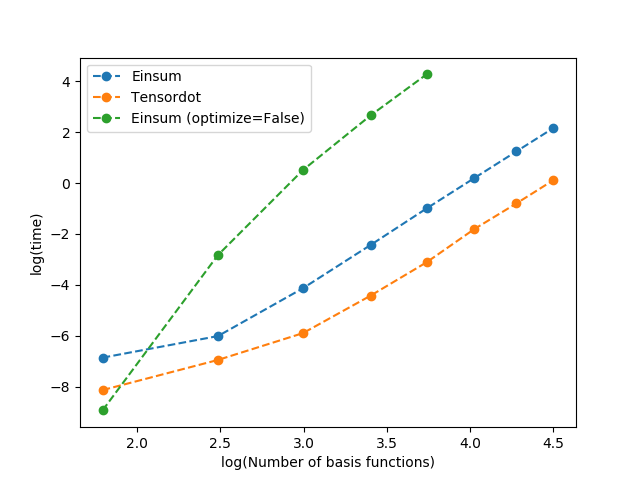 Einsum
Tensordot
Einsum (optimize=False)
log(time)
4
2
0
−2
−4
−6
−8
2.0 2.5 3.0 3.5 4.0 4.5
log(Number of basis functions)